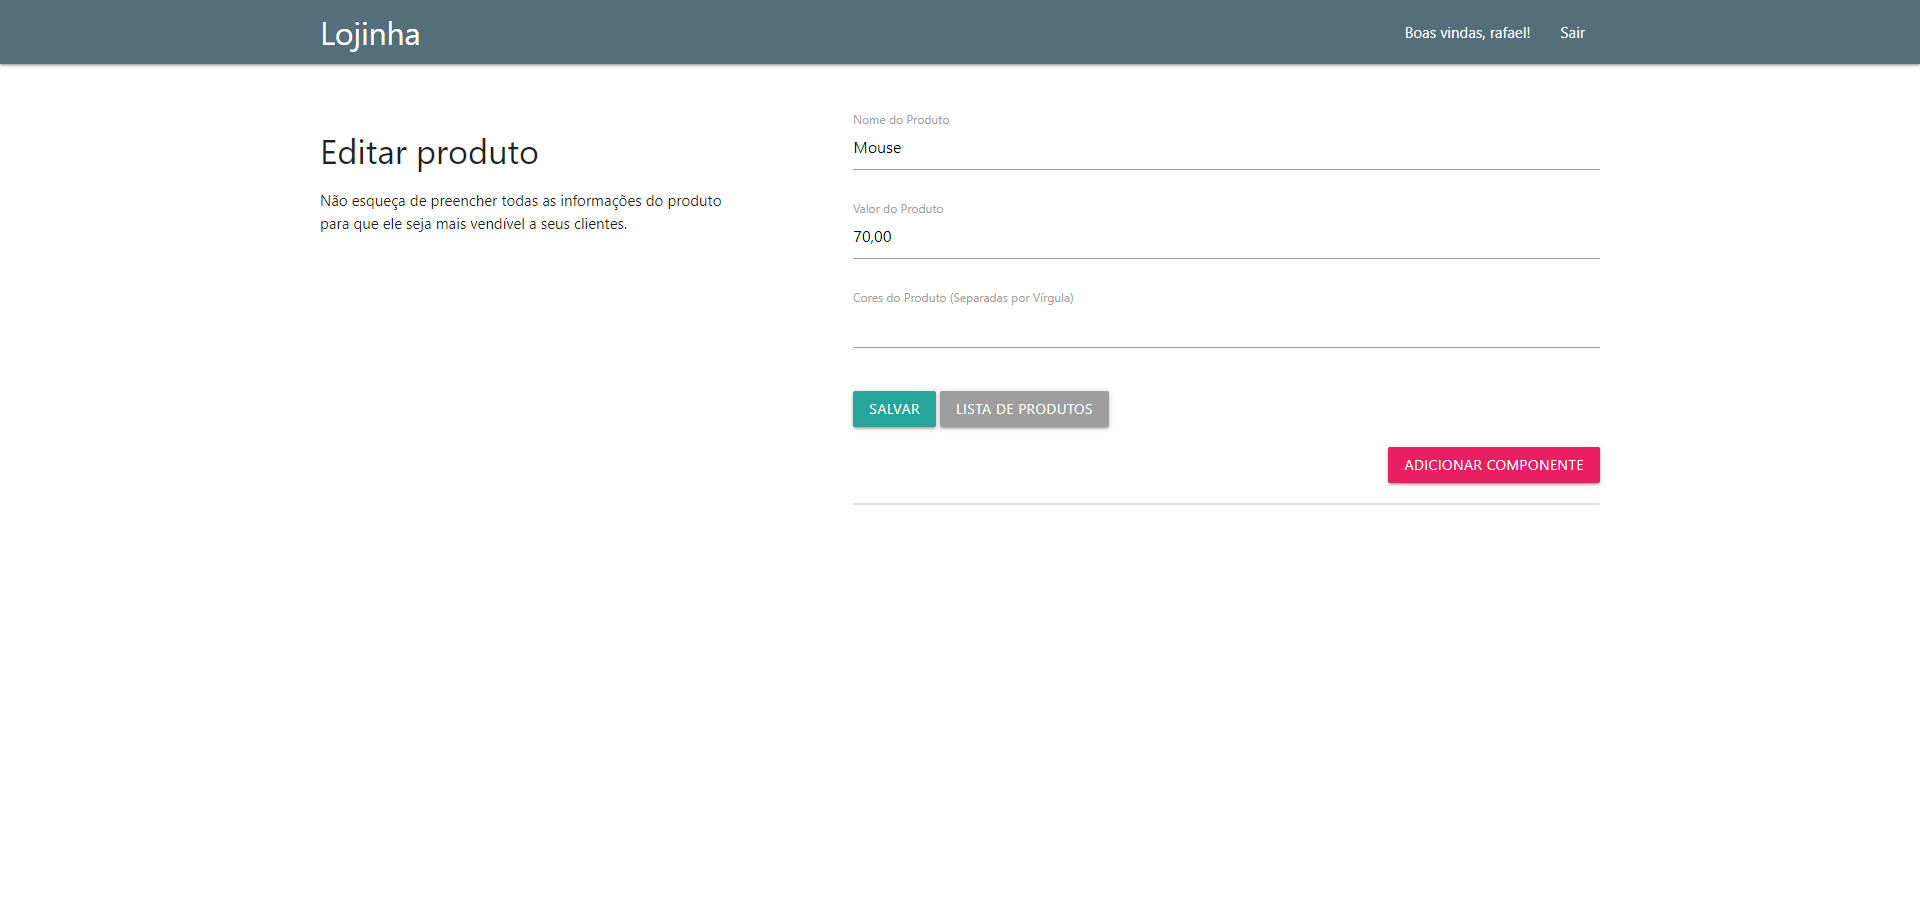 Lojinha
Boas vindas, rafael!
Sair
Editar produto
Não esqueça de preencher todas as informações do produto
para que ele seja mais vendível a seus clientes.
Nome do Produto
Mouse
Valor do Produto
70,00
Cores do Produto (Separadas por Vírgula)
SALVAR
LISTA DE PRODUTOS
ADICIONAR COMPONENTE